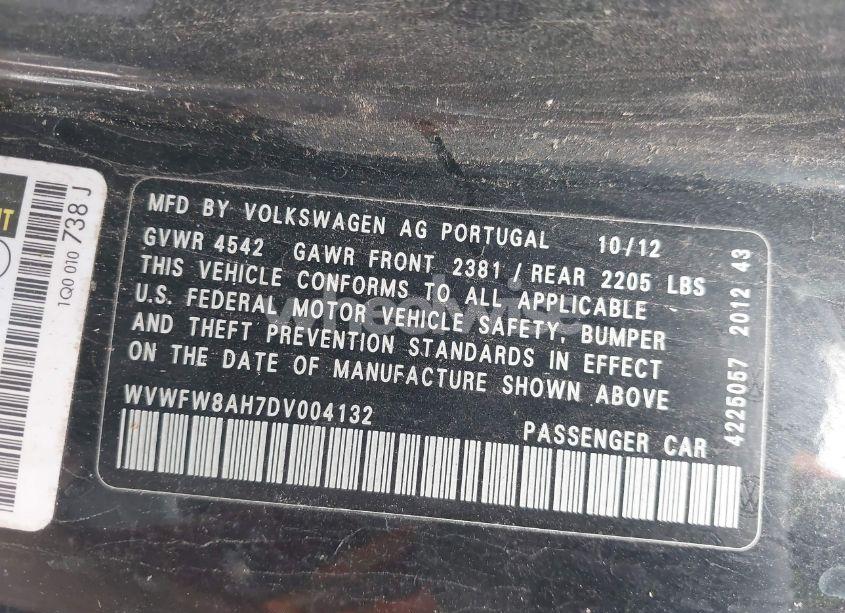 MFD BY VOLKSWAGEN AG PORTUGAL 10/12
GVWR 4542 GAWR FRONT 2381 / REAR 2205 LBS
THIS VEHICLE CONFORMS TO ALL APPLICABLE
U.S. FEDERAL MOTOR VEHICLE SAFETY, BUMPER
AND THEFT PREVENTION STANDARDS IN EFFECT
ON THE DATE OF MANUFACTURE SHOWN ABOVE
WVWFW8AH7DV004132
PASSENGER CAR
4225057 2012 43
1Q0 010 738 J
wheelwise